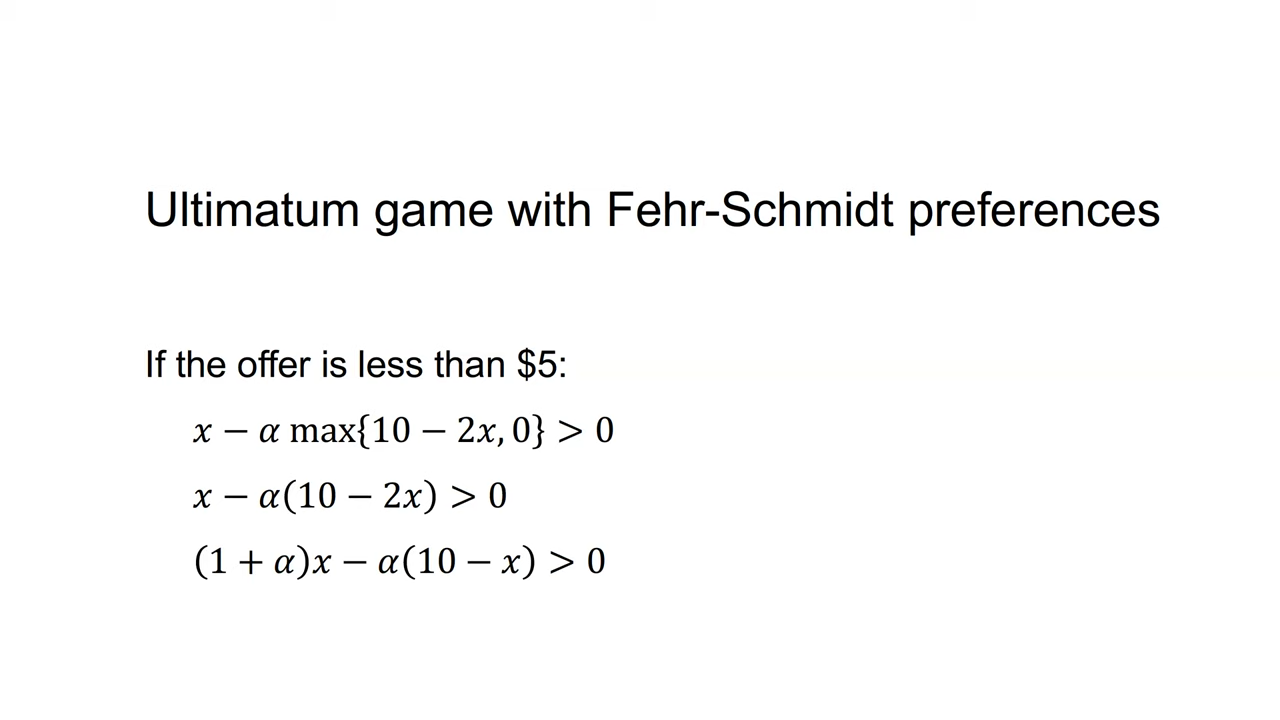 Ultimatum game with Fehr-Schmidt preferences
If the offer is less than $5:
𝑥 − 𝛼 max{10 − 2𝑥, 0} > 0
𝑥 − 𝛼(10 − 2𝑥) > 0
(1 + 𝛼)𝑥 − 𝛼(10 − 𝑥) > 0